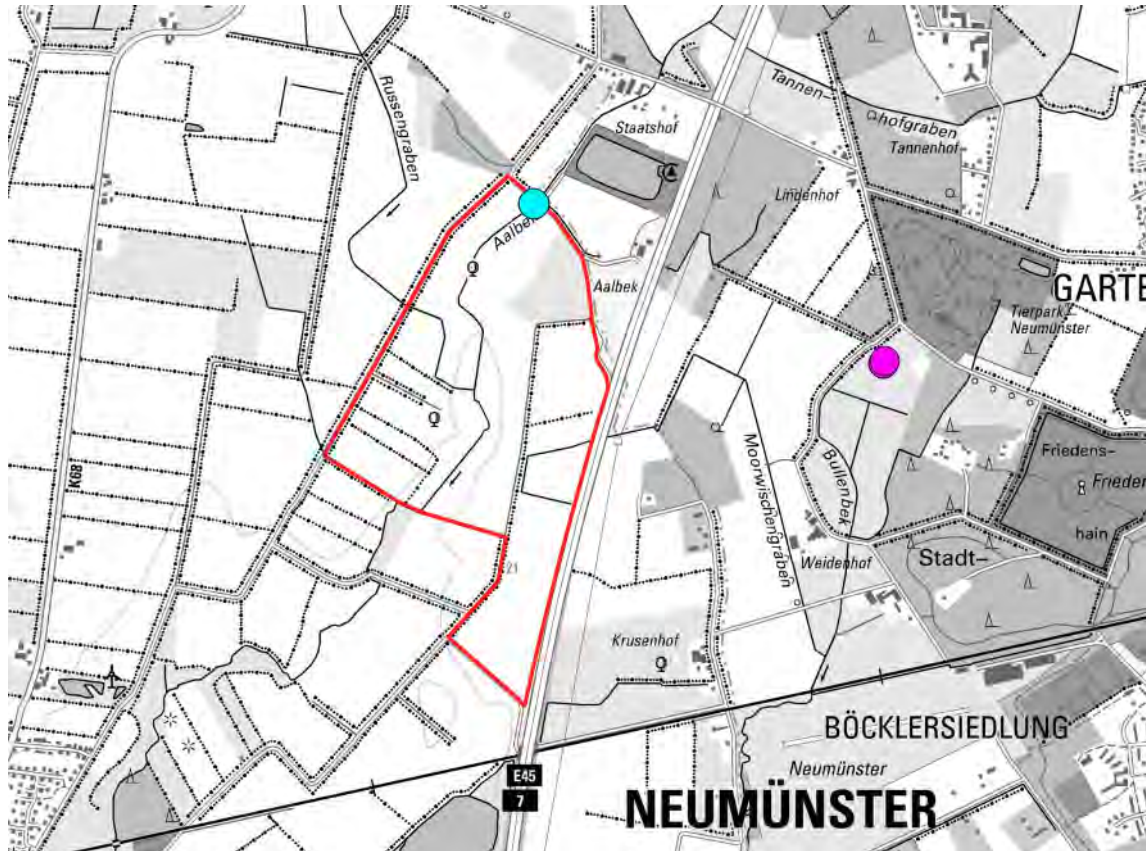 Russengraben
Tannen-
hofgraben
Tannenhof
Staatshof
Lindenhof
Aalbek
Aalbek
GARTE
Tierpark
Neumünster
K68
Moorwischengraben
Bullenbek
Friedens-
Frieden
hain
Weidenhof
Stadt-
Krusenhof
BÖCKLERSIEDLUNG
Neumünster
E45
7
NEUMÜNSTER